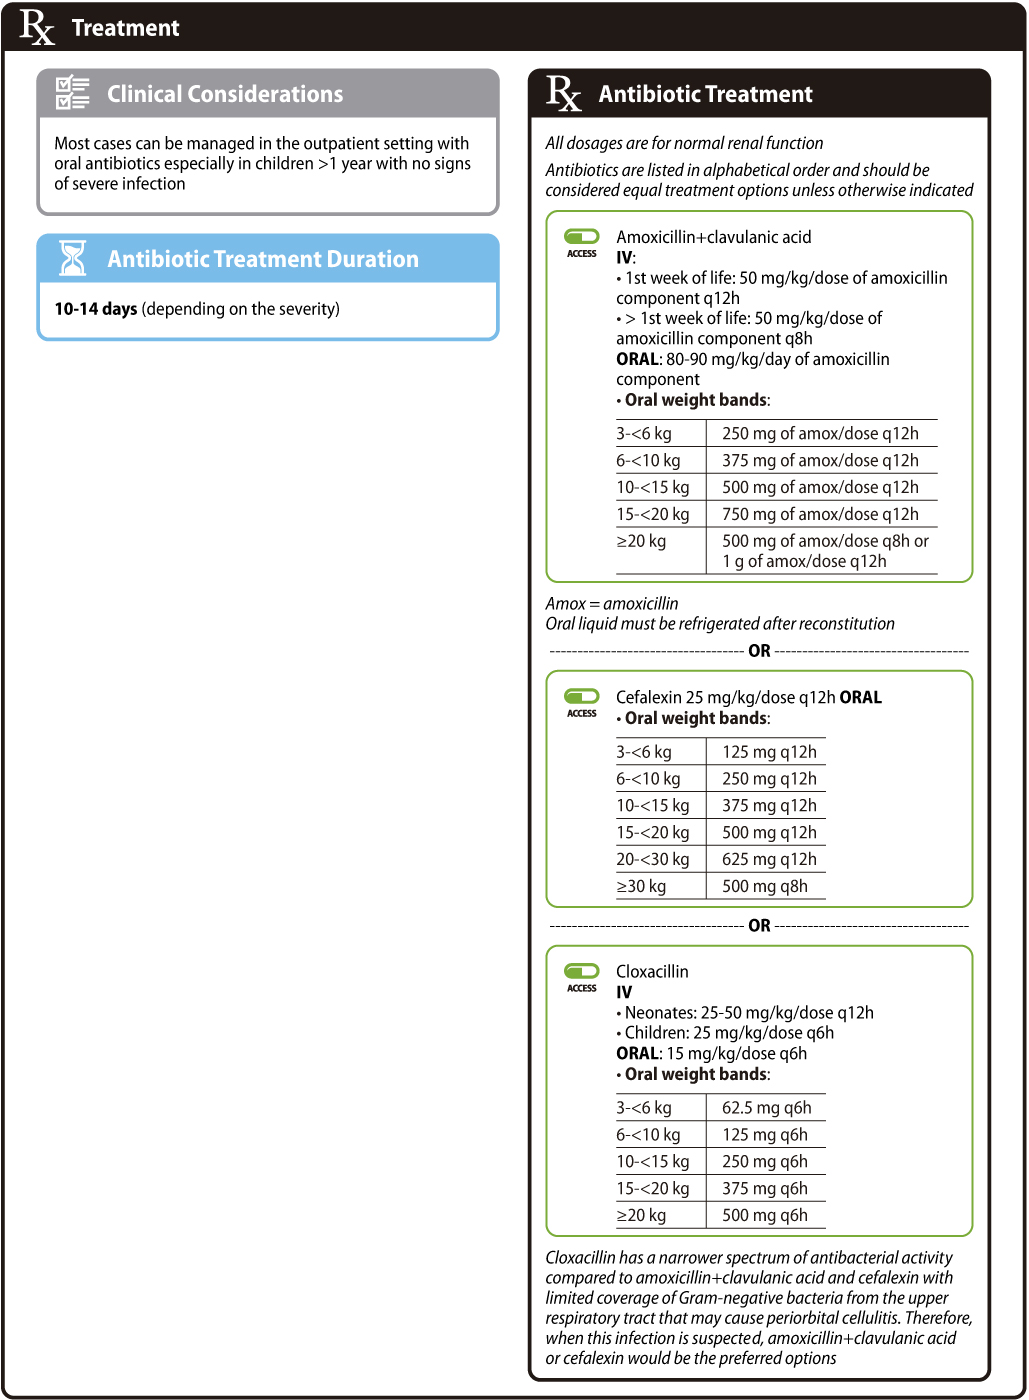 Rx Treatment
Clinical Considerations
Most cases can be managed in the outpatient setting with
oral antibiotics especially in children >1 year with no signs
of severe infection
Antibiotic Treatment Duration
10-14 days (depending on the severity)
Rx Antibiotic Treatment
All dosages are for normal renal function
Antibiotics are listed in alphabetical order and should be
considered equal treatment options unless otherwise indicated
ACCESS
Amoxicillin+clavulanic acid
IV:
• 1st week of life: 50 mg/kg/dose of amoxicillin
component q12h
• > 1st week of life: 50 mg/kg/dose of
amoxicillin component q8h
ORAL: 80-90 mg/kg/day of amoxicillin
component
• Oral weight bands:
3-<6 kg 250 mg of amox/dose q12h
6-<10 kg 375 mg of amox/dose q12h
10-<15 kg 500 mg of amox/dose q12h
15-<20 kg 750 mg of amox/dose q12h
≥20 kg 500 mg of amox/dose q8h or
1 g of amox/dose q12h
Amox = amoxicillin
Oral liquid must be refrigerated after reconstitution
OR
ACCESS
Cefalexin 25 mg/kg/dose q12h ORAL
• Oral weight bands:
3-<6 kg 125 mg q12h
6-<10 kg 250 mg q12h
10-<15 kg 375 mg q12h
15-<20 kg 500 mg q12h
20-<30 kg 625 mg q12h
≥30 kg 500 mg q8h
OR
ACCESS
Cloxacillin
IV
• Neonates: 25-50 mg/kg/dose q12h
• Children: 25 mg/kg/dose q6h
ORAL: 15 mg/kg/dose q6h
• Oral weight bands:
3-<6 kg 62.5 mg q6h
6-<10 kg 125 mg q6h
10-<15 kg 250 mg q6h
15-<20 kg 375 mg q6h
≥20 kg 500 mg q6h
Cloxacillin has a narrower spectrum of antibacterial activity
compared to amoxicillin+clavulanic acid and cefalexin with
limited coverage of Gram-negative bacteria from the upper
respiratory tract that may cause periorbital cellulitis. Therefore,
when this infection is suspected, amoxicillin+clavulanic acid
or cefalexin would be the preferred options